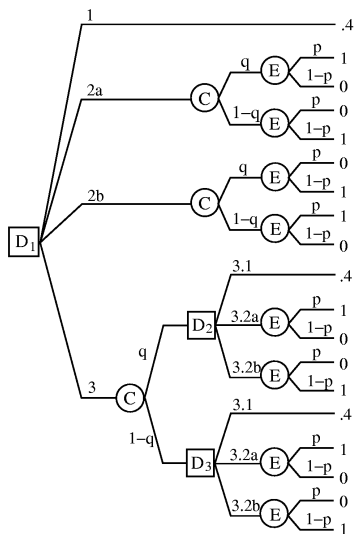 1 .4
p 1
q E 1−p 0
2a C
1−q E p 0
1−p 1
q E p 0
2b C 1−p 1
1−q E p 1
1−p 0
D1
3.1 .4
D2 3.2a E p 1
1−p 0
q 3.2b E p 0
1−p 1
3 C
3.1 .4
1−q
D3 3.2a E p 1
1−p 0
3.2b E p 0
1−p 1